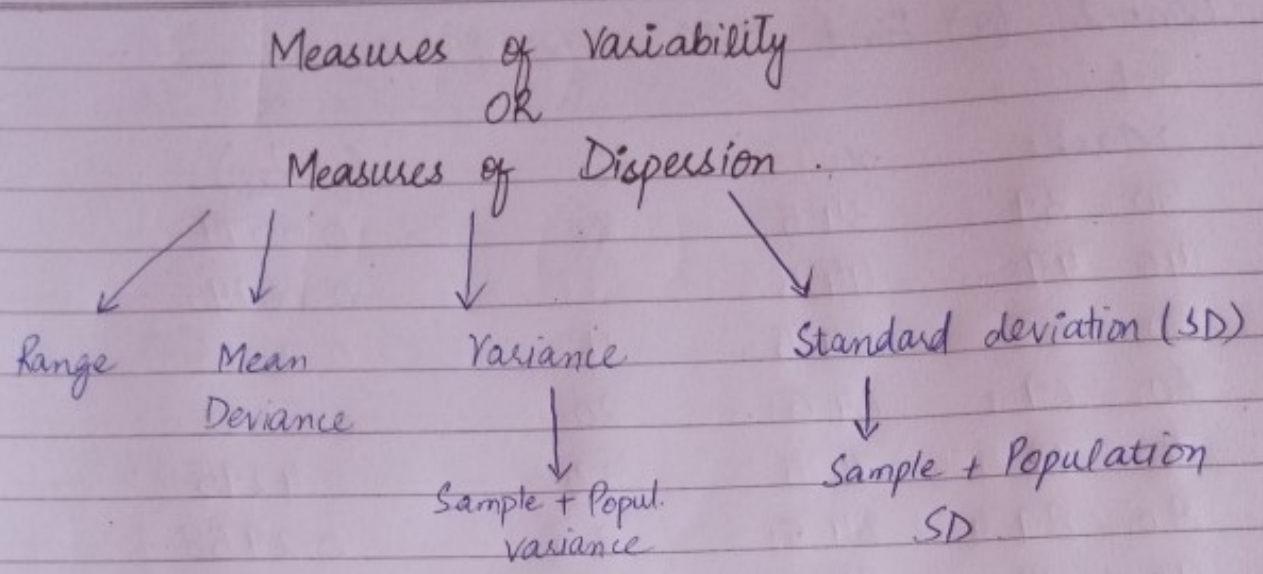 Measures of Variability
OR
Measures of Dispersion .
Range Mean Variance Standard deviation (SD)
Deviance
Sample + Popul. Sample + Population
variance SD